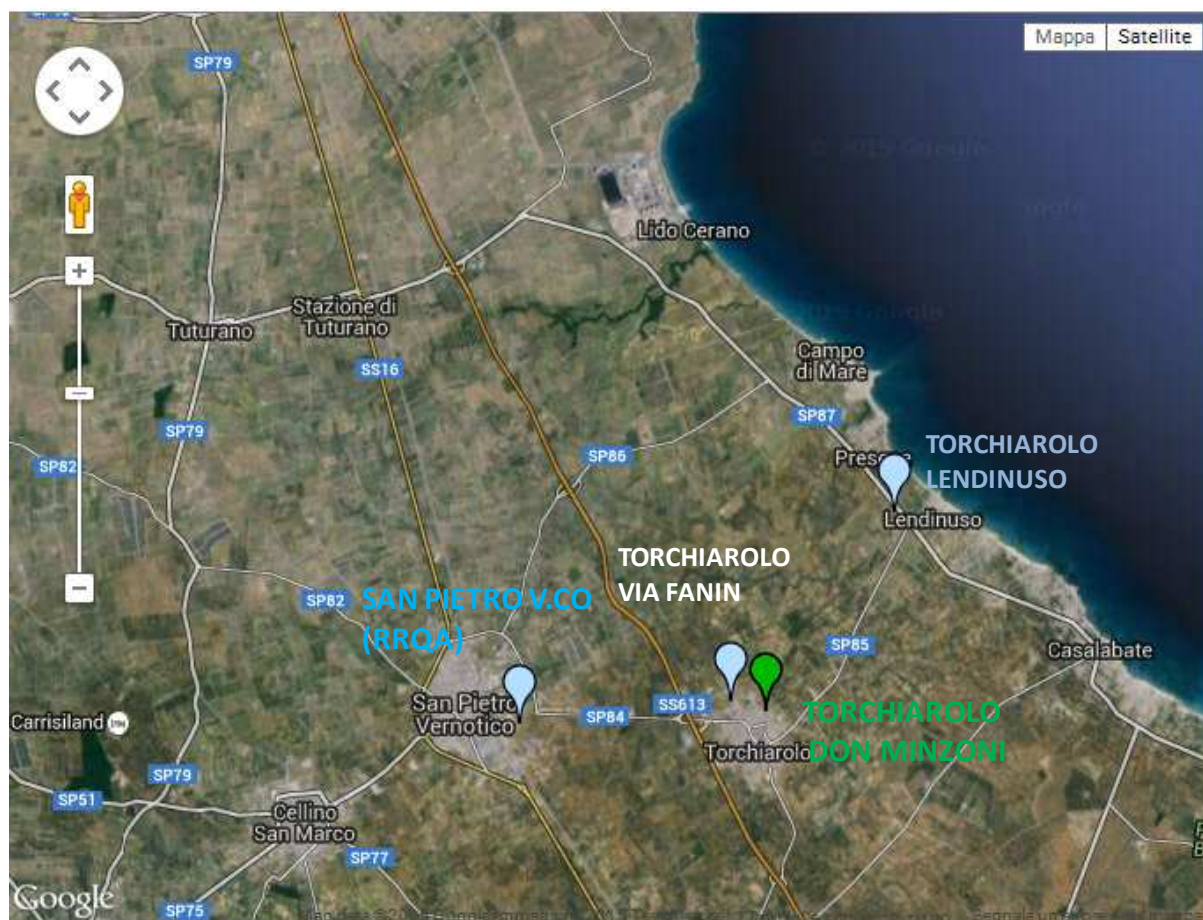 Mappa
Satellite
SP79
© 2015 Google
Lido Cerano
Stazione di
Tuturano
Tuturano
SS16
Campo
di Mare
SP87
SP79
SP86
SP82
TORCHIAROLO
LENDINUSO
Lendinuso
TORCHIAROLO
VIA FANIN
SP82
SAN PIETRO V.CO
(RRQA)
SP85
Casalabate
San Pietro
Vernotico
SP84
SS613
Carrisiland
TORCHIAROLO
DON MINZONI
Torchiarolo
SP79
SP51
Cellino
San Marco
SP77
Google
SP75